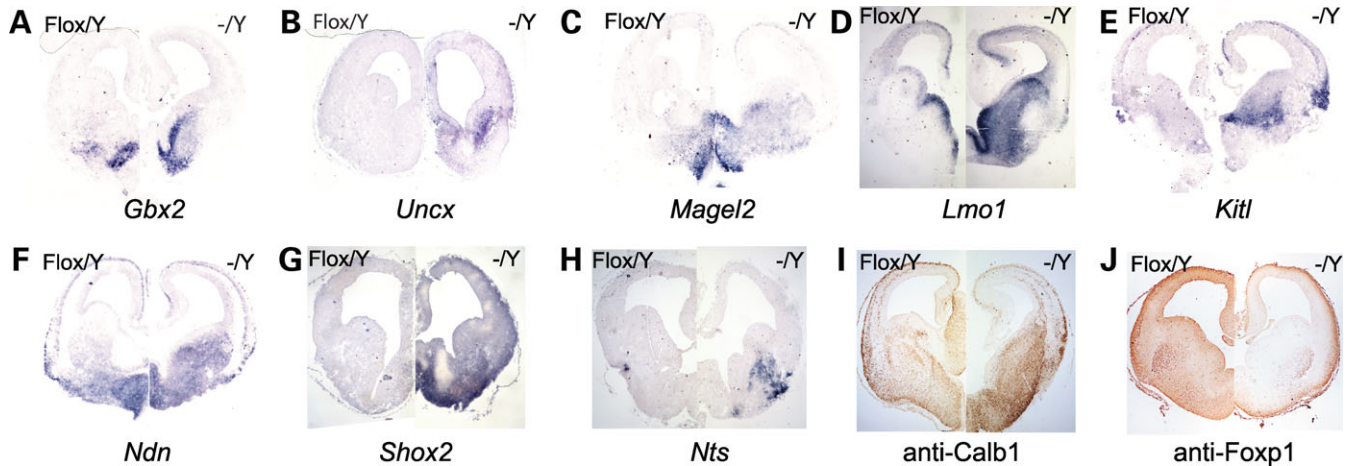 A Flox/Y -/Y
B Flox/Y -/Y
C Flox/Y -/Y
D Flox/Y -/Y
E Flox/Y -/Y
Gbx2
Uncx
Magel2
Lmo1
Kitl
F Flox/Y -/Y
G Flox/Y -/Y
H Flox/Y -/Y
I Flox/Y -/Y
J Flox/Y -/Y
Ndn
Shox2
Nts
anti-Calb1
anti-Foxp1